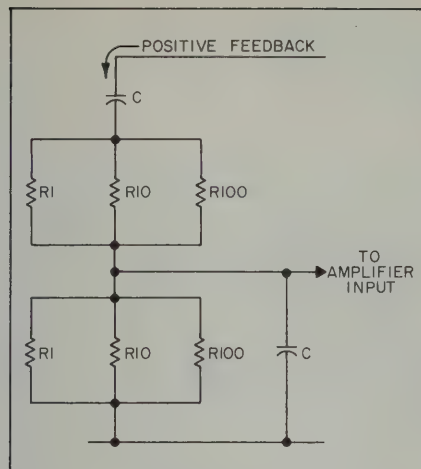 POSITIVE FEEDBACK
C
R1
R10
R100
TO
AMPLIFIER
INPUT
R1
R10
R100
C